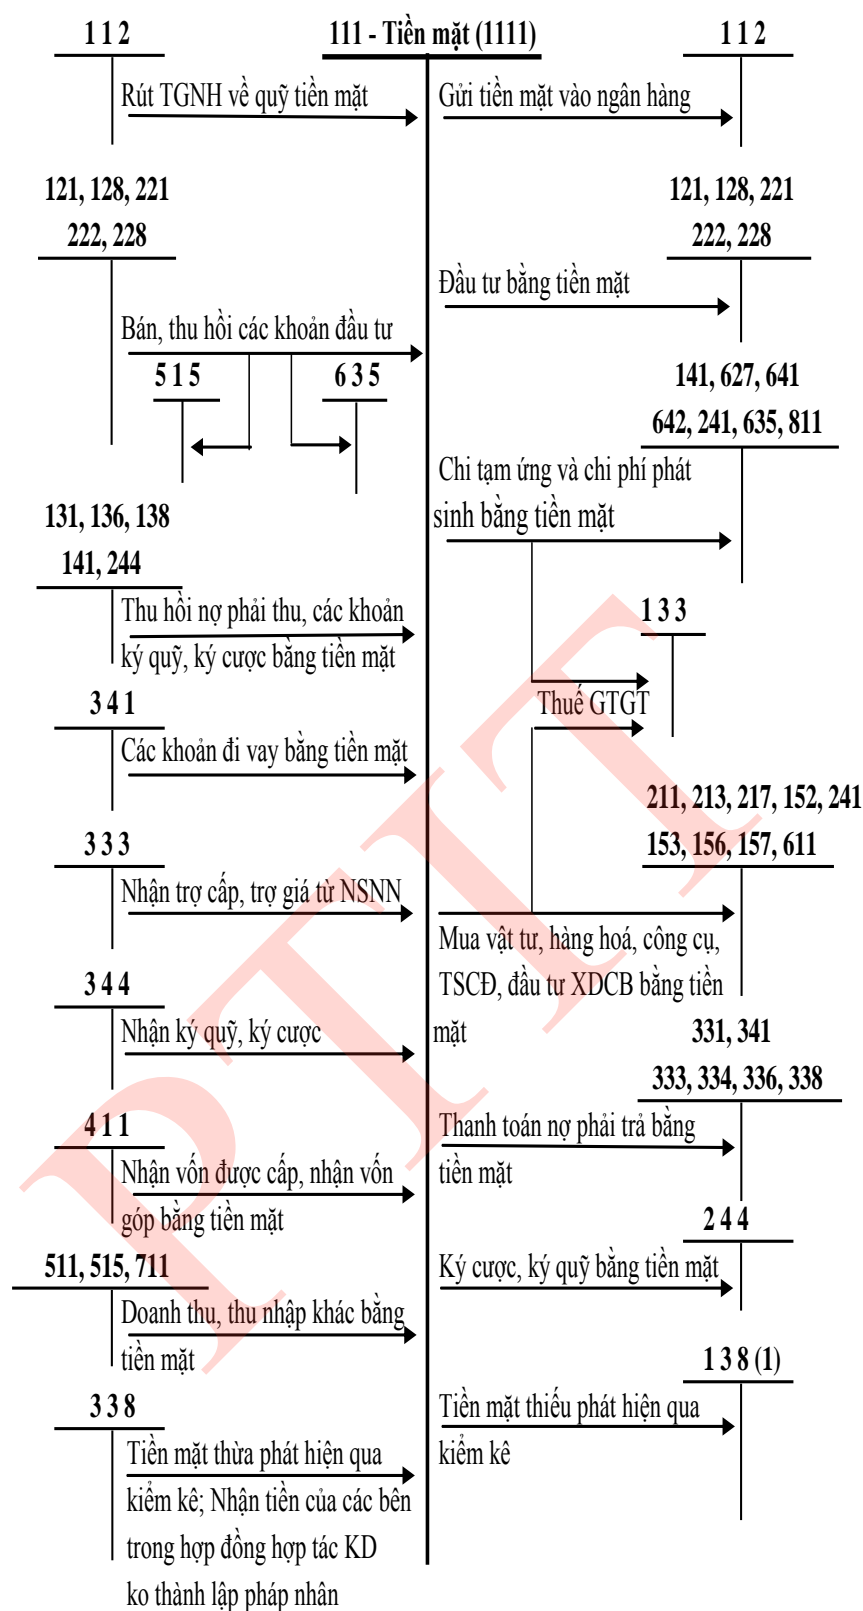 1 1 2
111 - Tiền mặt (1111)
1 1 2
Rút TGNH về quỹ tiền mặt
Gửi tiền mặt vào ngân hàng
121, 128, 221
222, 228
121, 128, 221
222, 228
Đầu tư bằng tiền mặt
Bán, thu hồi các khoản đầu tư
5 1 5
6 3 5
141, 627, 641
642, 241, 635, 811
Chi tạm ứng và chi phí phát
sinh bằng tiền mặt
131, 136, 138
141, 244
Thu hồi nợ phải thu, các khoản
ký quỹ, ký cược bằng tiền mặt
1 3 3
Thuế GTGT
3 4 1
Các khoản đi vay bằng tiền mặt
211, 213, 217, 152, 241
153, 156, 157, 611
3 3 3
Nhận trợ cấp, trợ giá từ NSNN
Mua vật tư, hàng hoá, công cụ,
TSCĐ, đầu tư XDCB bằng tiền
mặt
3 4 4
Nhận ký quỹ, ký cược
331, 341
333, 334, 336, 338
Thanh toán nợ phải trả bằng
tiền mặt
4 1 1
Nhận vốn được cấp, nhận vốn
góp bằng tiền mặt
2 4 4
Ký cược, ký quỹ bằng tiền mặt
511, 515, 711
Doanh thu, thu nhập khác bằng
tiền mặt
1 3 8 (1)
Tiền mặt thiếu phát hiện qua
kiểm kê
3 3 8
Tiền mặt thừa phát hiện qua
kiểm kê; Nhận tiền của các bên
trong hợp đồng hợp tác KD
ko thành lập pháp nhân
PTIT